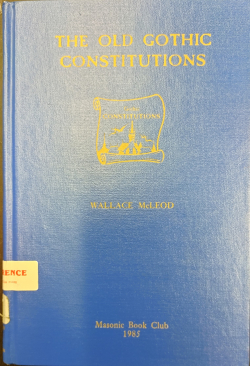 THE OLD GOTHIC
CONSTITUTIONS
CONSTITUTIONS
WALLACE McLEOD
IENCE
Masonic Book Club
1985